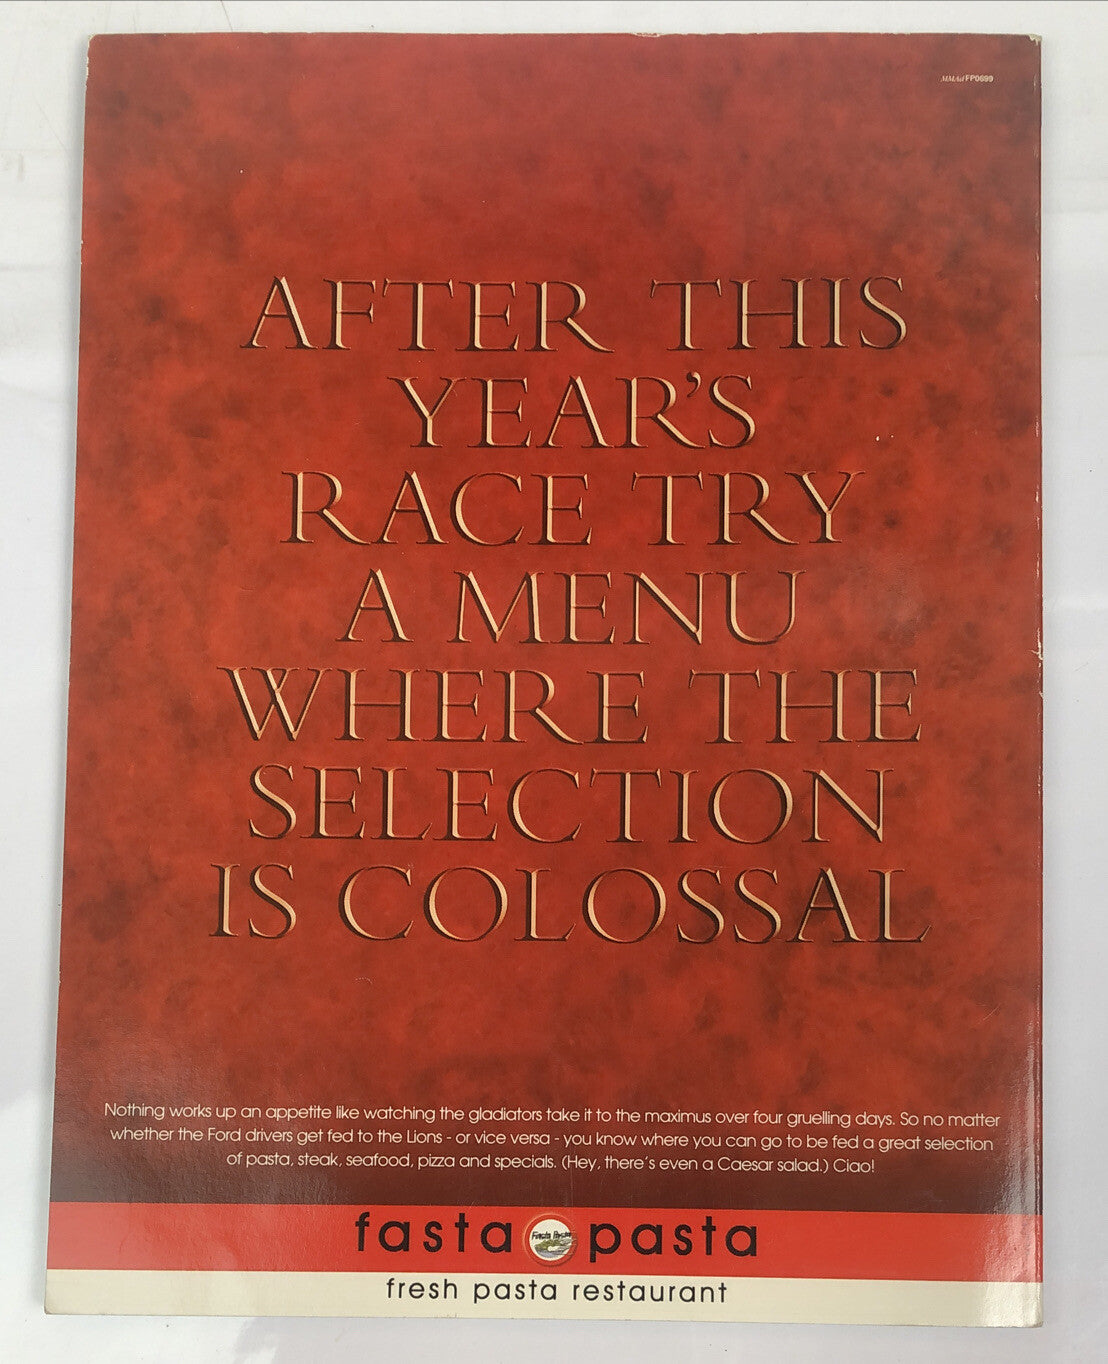 MMAd FP0699
AFTER THIS
YEAR'S
RACE TRY
A MENU
WHERE THE
SELECTION
IS COLOSSAL
Nothing works up an appetite like watching the gladiators take it to the maximus over four gruelling days. So no matter
whether the Ford drivers get fed to the Lions - or vice versa - you know where you can go to be fed a great selection
of pasta, steak, seafood, pizza and specials. (Hey, there's even a Caesar salad.) Ciao!
fasta pasta
fresh pasta restaurant